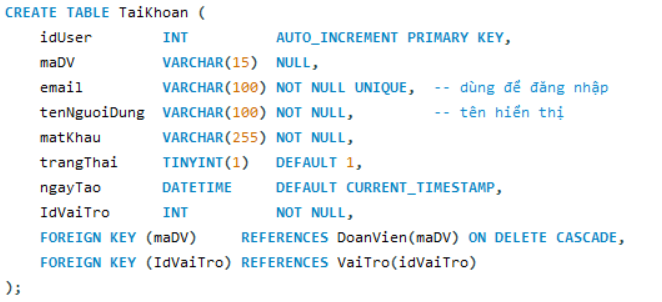 CREATE TABLE TaiKhoan (
idUser INT AUTO_INCREMENT PRIMARY KEY,
maDV VARCHAR(15) NULL,
email VARCHAR(100) NOT NULL UNIQUE, -- dùng để đăng nhập
tenNguoiDung VARCHAR(100) NOT NULL, -- tên hiển thị
matKhau VARCHAR(255) NOT NULL,
trangThai TINYINT(1) DEFAULT 1,
ngayTao DATETIME DEFAULT CURRENT_TIMESTAMP,
IdVaiTro INT NOT NULL,
FOREIGN KEY (maDV) REFERENCES DoanVien(maDV) ON DELETE CASCADE,
FOREIGN KEY (IdVaiTro) REFERENCES VaiTro(idVaiTro)
);